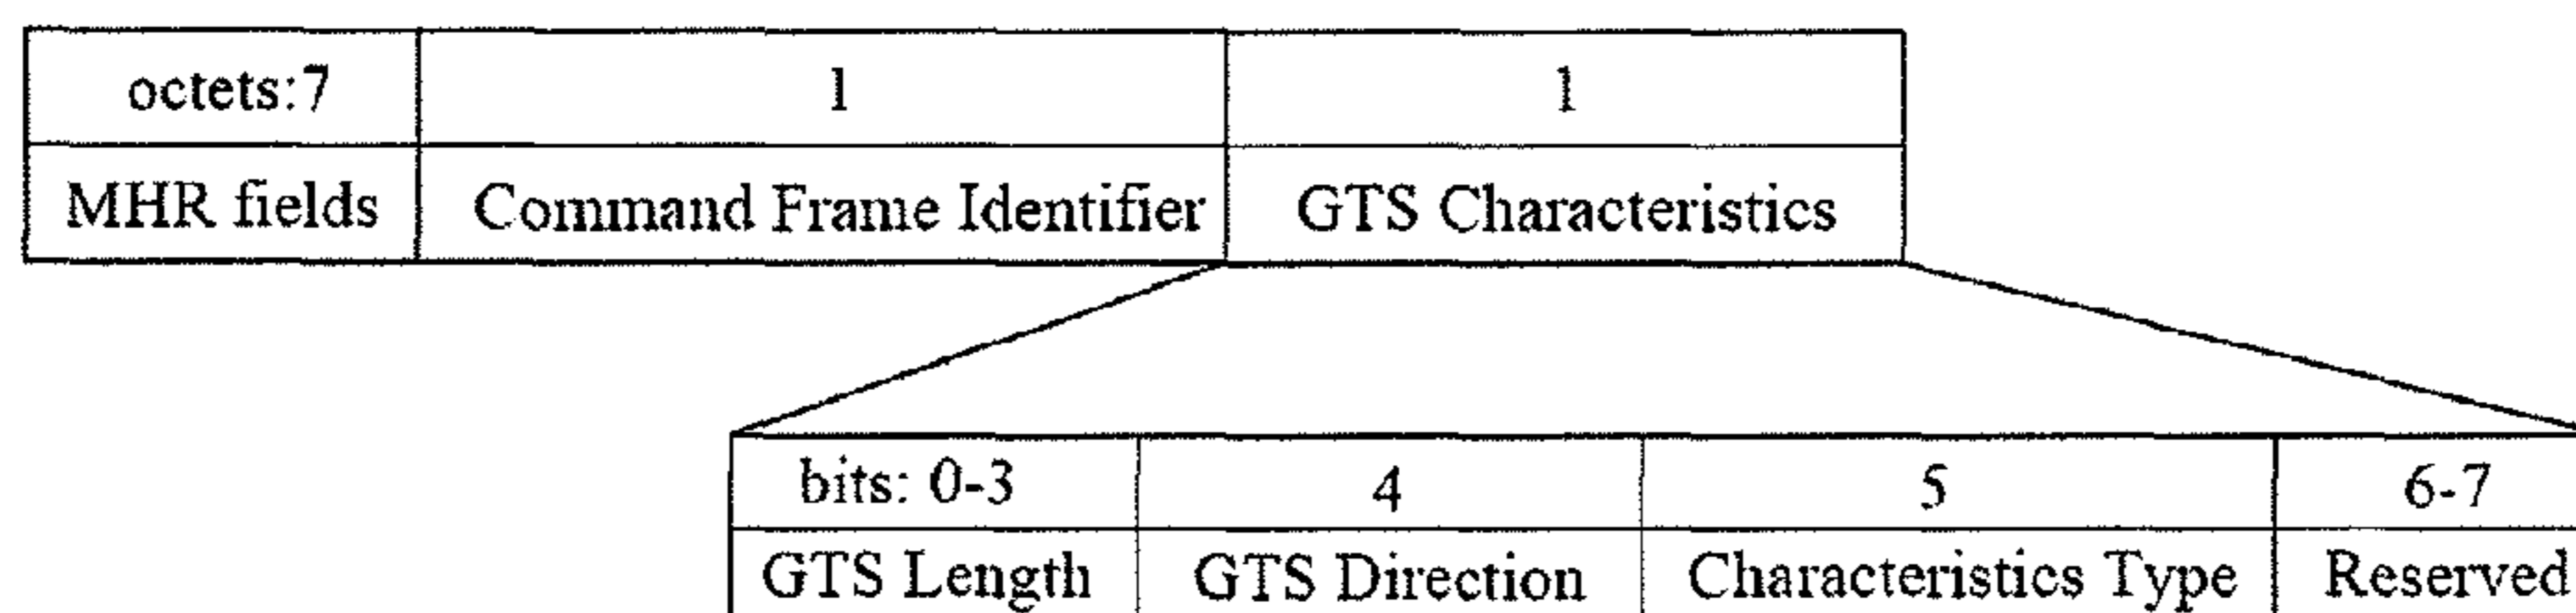 octets:7 1 1
MHR fields Command Frame Identifier GTS Characteristics
bits: 0-3 4 5 6-7
GTS Length GTS Direction Characteristics Type Reserved